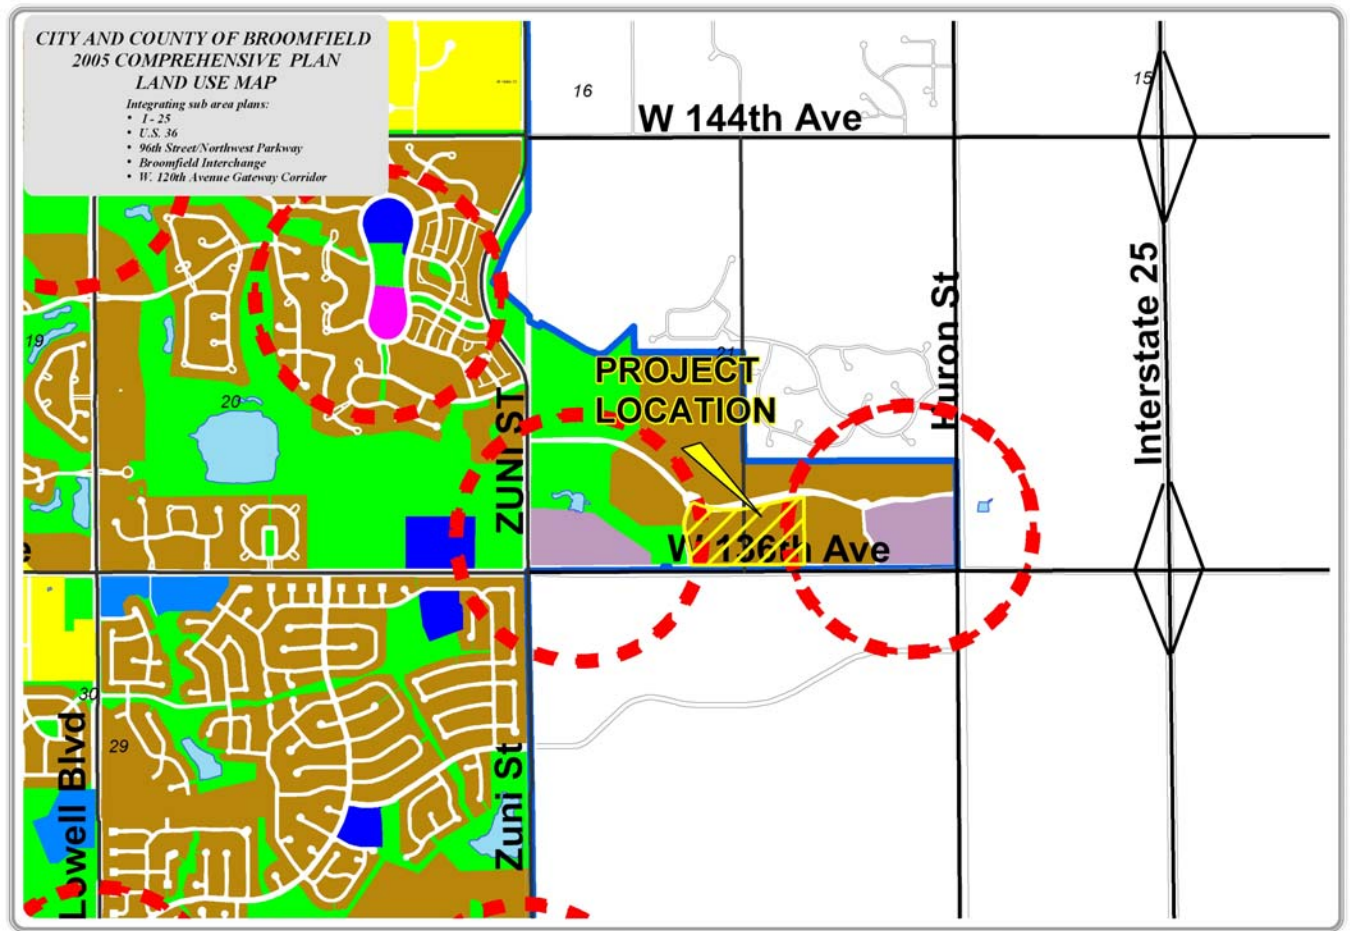 CITY AND COUNTY OF BROOMFIELD
2005 COMPREHENSIVE PLAN
LAND USE MAP
Integrating sub area plans:
• I - 25
• U.S. 36
• 96th Street/Northwest Parkway
• Broomfield Interchange
• W. 120th Avenue Gateway Corridor
16
15
W 144th Ave
Huron St
Interstate 25
19
20
21
PROJECT
LOCATION
ZUNI ST
W 136th Ave
e
30
29
Lowell Blvd
Zuni St